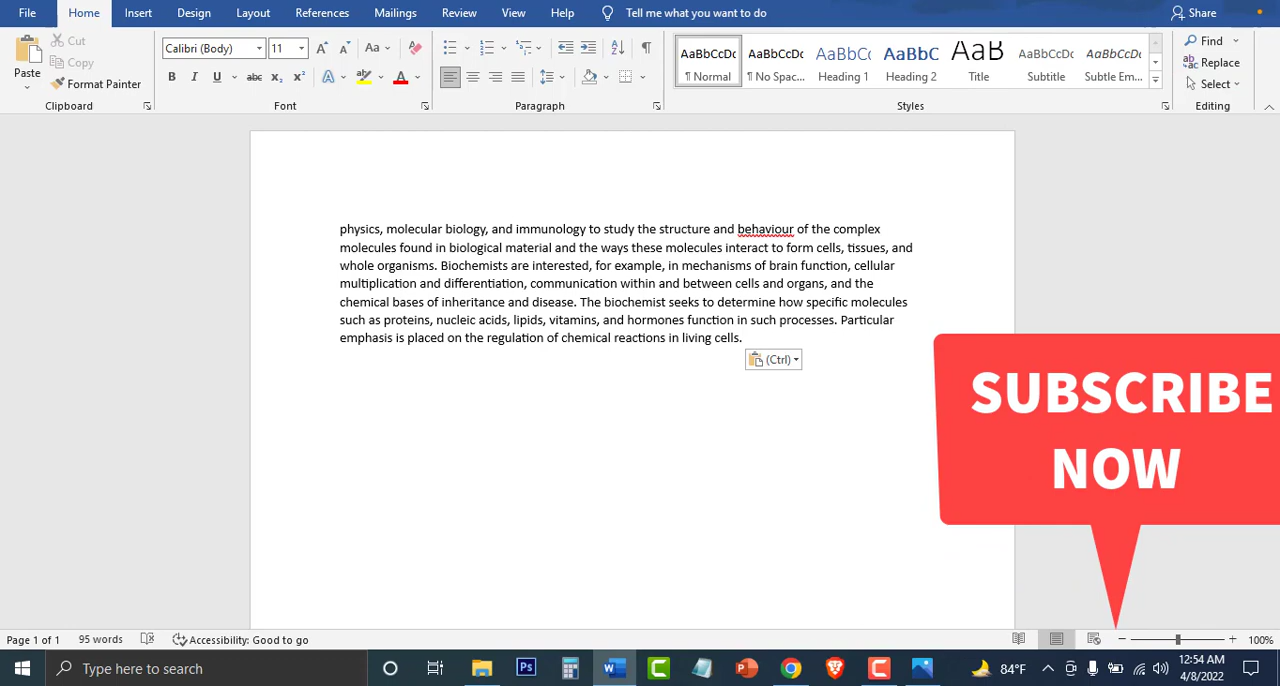 File Home Insert Design Layout References Mailings Review View Help Tell me what you want to do Share
Paste Cut Copy Format Painter Clipboard
Calibri (Body) 11 Aa B I U abc x₂ x² A A Font
Paragraph
AaBbCcDc ¶ Normal AaBbCcDc ¶ No Spac... AaBbCc Heading 1 AaBbC Heading 2 AaB Title AaBbCcDc Subtitle AaBbCcDc Subtle Em... Styles
Find Replace Select Editing
physics, molecular biology, and immunology to study the structure and behaviour of the complex
molecules found in biological material and the ways these molecules interact to form cells, tissues, and
whole organisms. Biochemists are interested, for example, in mechanisms of brain function, cellular
multiplication and differentiation, communication within and between cells and organs, and the
chemical bases of inheritance and disease. The biochemist seeks to determine how specific molecules
such as proteins, nucleic acids, lipids, vitamins, and hormones function in such processes. Particular
emphasis is placed on the regulation of chemical reactions in living cells.
(Ctrl)
SUBSCRIBE
NOW
Page 1 of 1 95 words Accessibility: Good to go 100%
Type here to search Ps 84°F 12:54 AM
4/8/2022